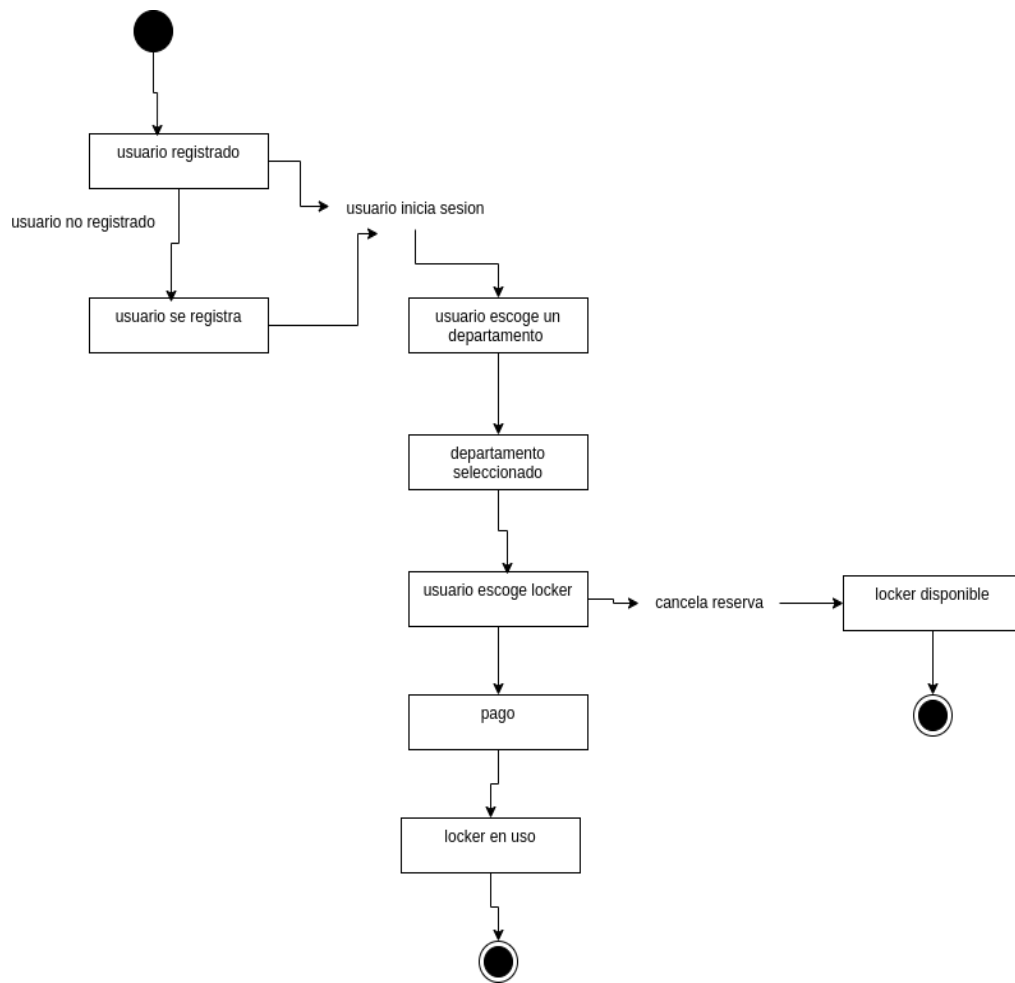 usuario registrado
usuario inicia sesion
usuario no registrado
usuario se registra
usuario escoge un
departamento
departamento
seleccionado
usuario escoge locker
cancela reserva
locker disponible
pago
locker en uso